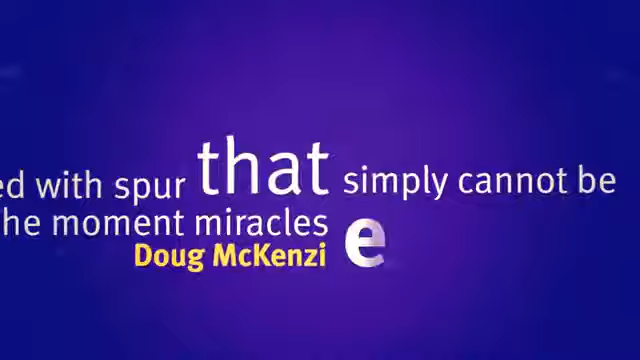 ed with spur that simply cannot be
he moment miracles
Doug McKenzi e